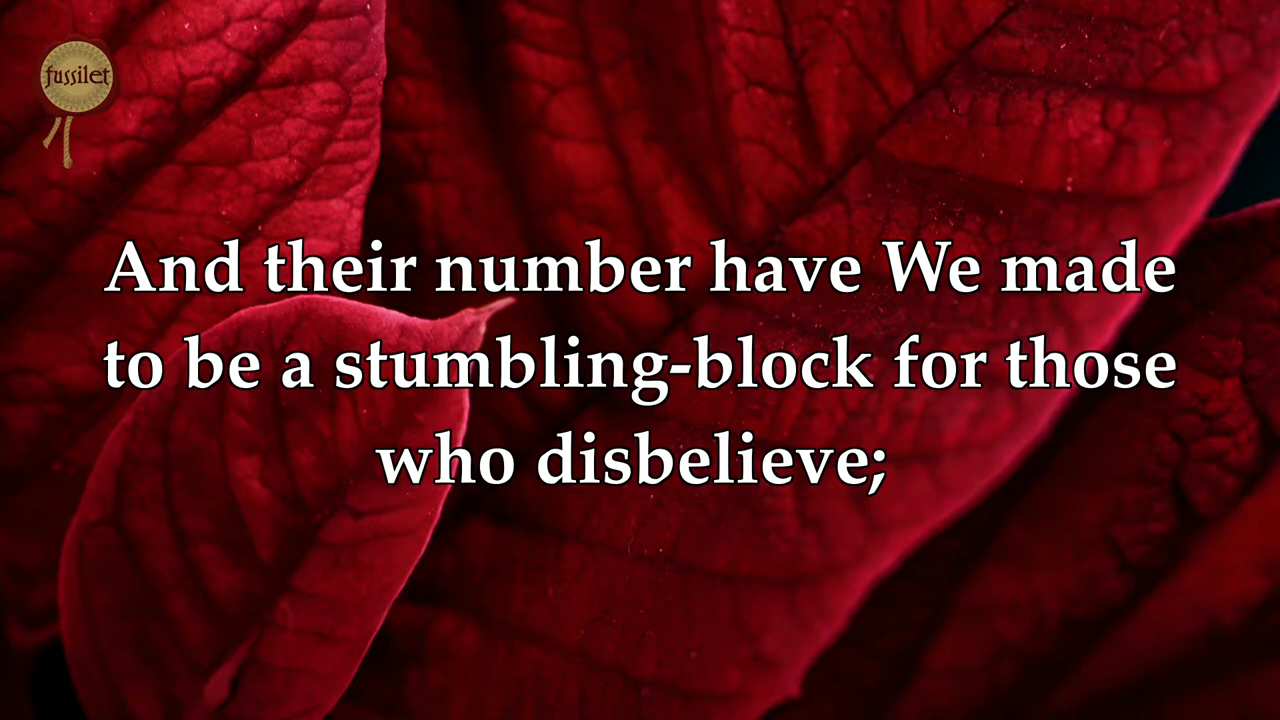 fussilet
And their number have We made
to be a stumbling-block for those
who disbelieve;